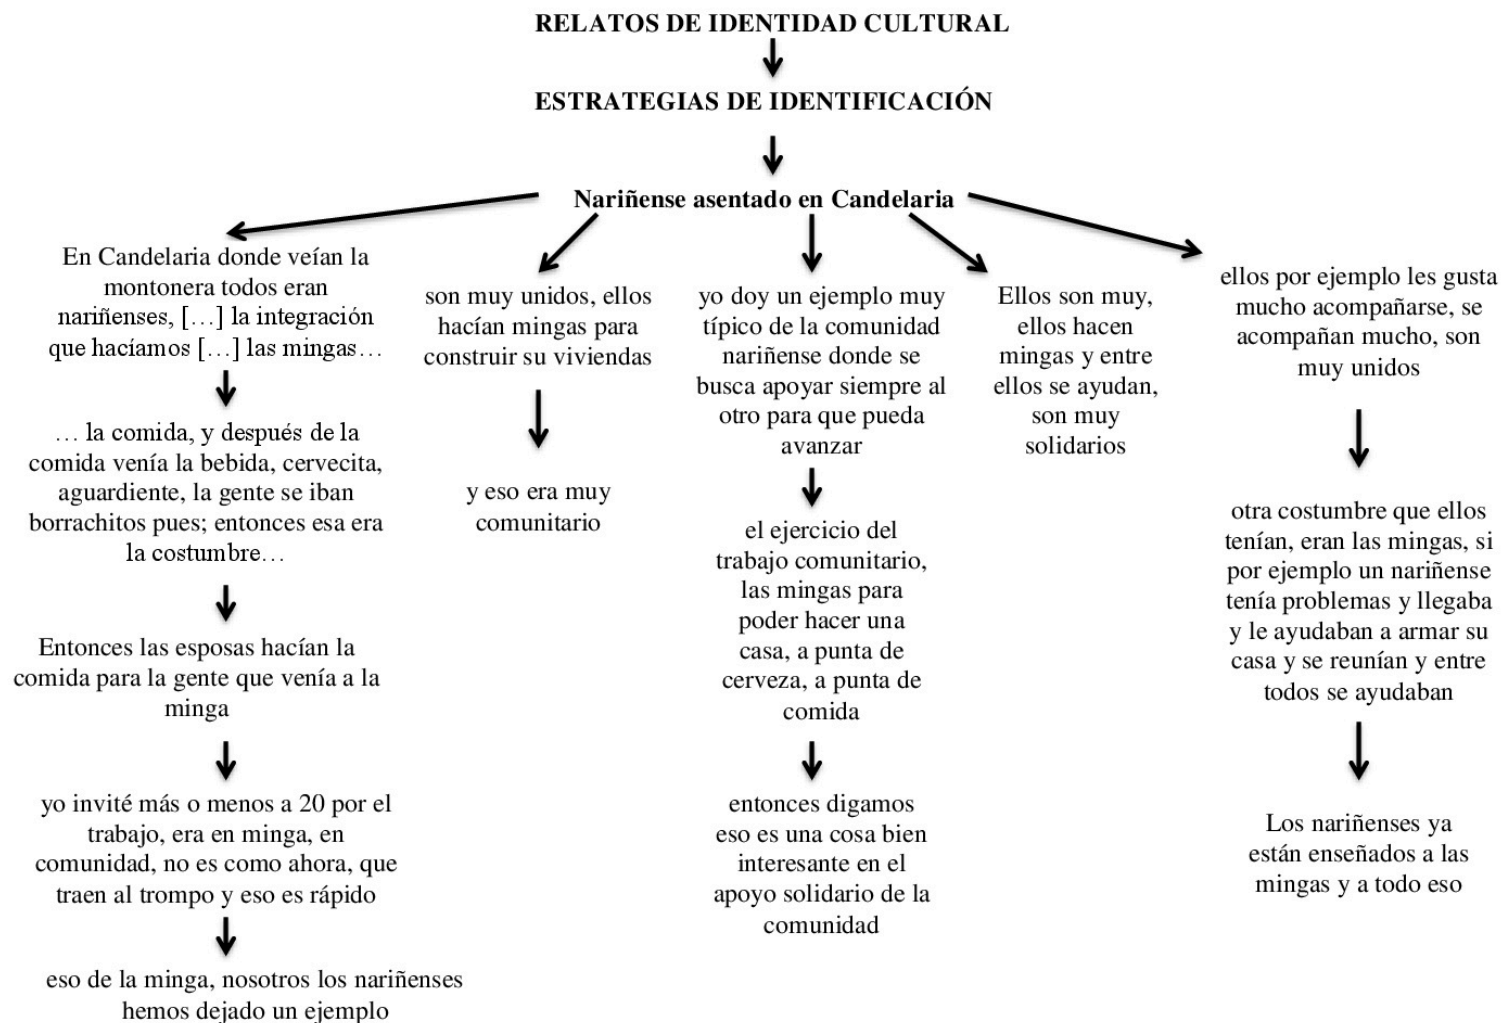 RELATOS DE IDENTIDAD CULTURAL
ESTRATEGIAS DE IDENTIFICACIÓN
Nariñense asentado en Candelaria
En Candelaria donde veían la
montonera todos eran
nariñenses, […] la integración
que hacíamos […] las mingas…
… la comida, y después de la
comida venía la bebida, cervecita,
aguardiente, la gente se iban
borrachitos pues; entonces esa era
la costumbre…
Entonces las esposas hacían la
comida para la gente que venía a la
minga
yo invité más o menos a 20 por el
trabajo, era en minga, en
comunidad, no es como ahora, que
traen al trompo y eso es rápido
eso de la minga, nosotros los nariñenses
hemos dejado un ejemplo
son muy unidos, ellos
hacían mingas para
construir su viviendas
y eso era muy
comunitario
yo doy un ejemplo muy
típico de la comunidad
nariñense donde se
busca apoyar siempre al
otro para que pueda
avanzar
el ejercicio del
trabajo comunitario,
las mingas para
poder hacer una
casa, a punta de
cerveza, a punta de
comida
entonces digamos
eso es una cosa bien
interesante en el
apoyo solidario de la
comunidad
Ellos son muy,
ellos hacen
mingas y entre
ellos se ayudan,
son muy
solidarios
ellos por ejemplo les gusta
mucho acompañarse, se
acompañan mucho, son
muy unidos
otra costumbre que ellos
tenían, eran las mingas, si
por ejemplo un nariñense
tenía problemas y llegaba
y le ayudaban a armar su
casa y se reunían y entre
todos se ayudaban
Los nariñenses ya
están enseñados a las
mingas y a todo eso